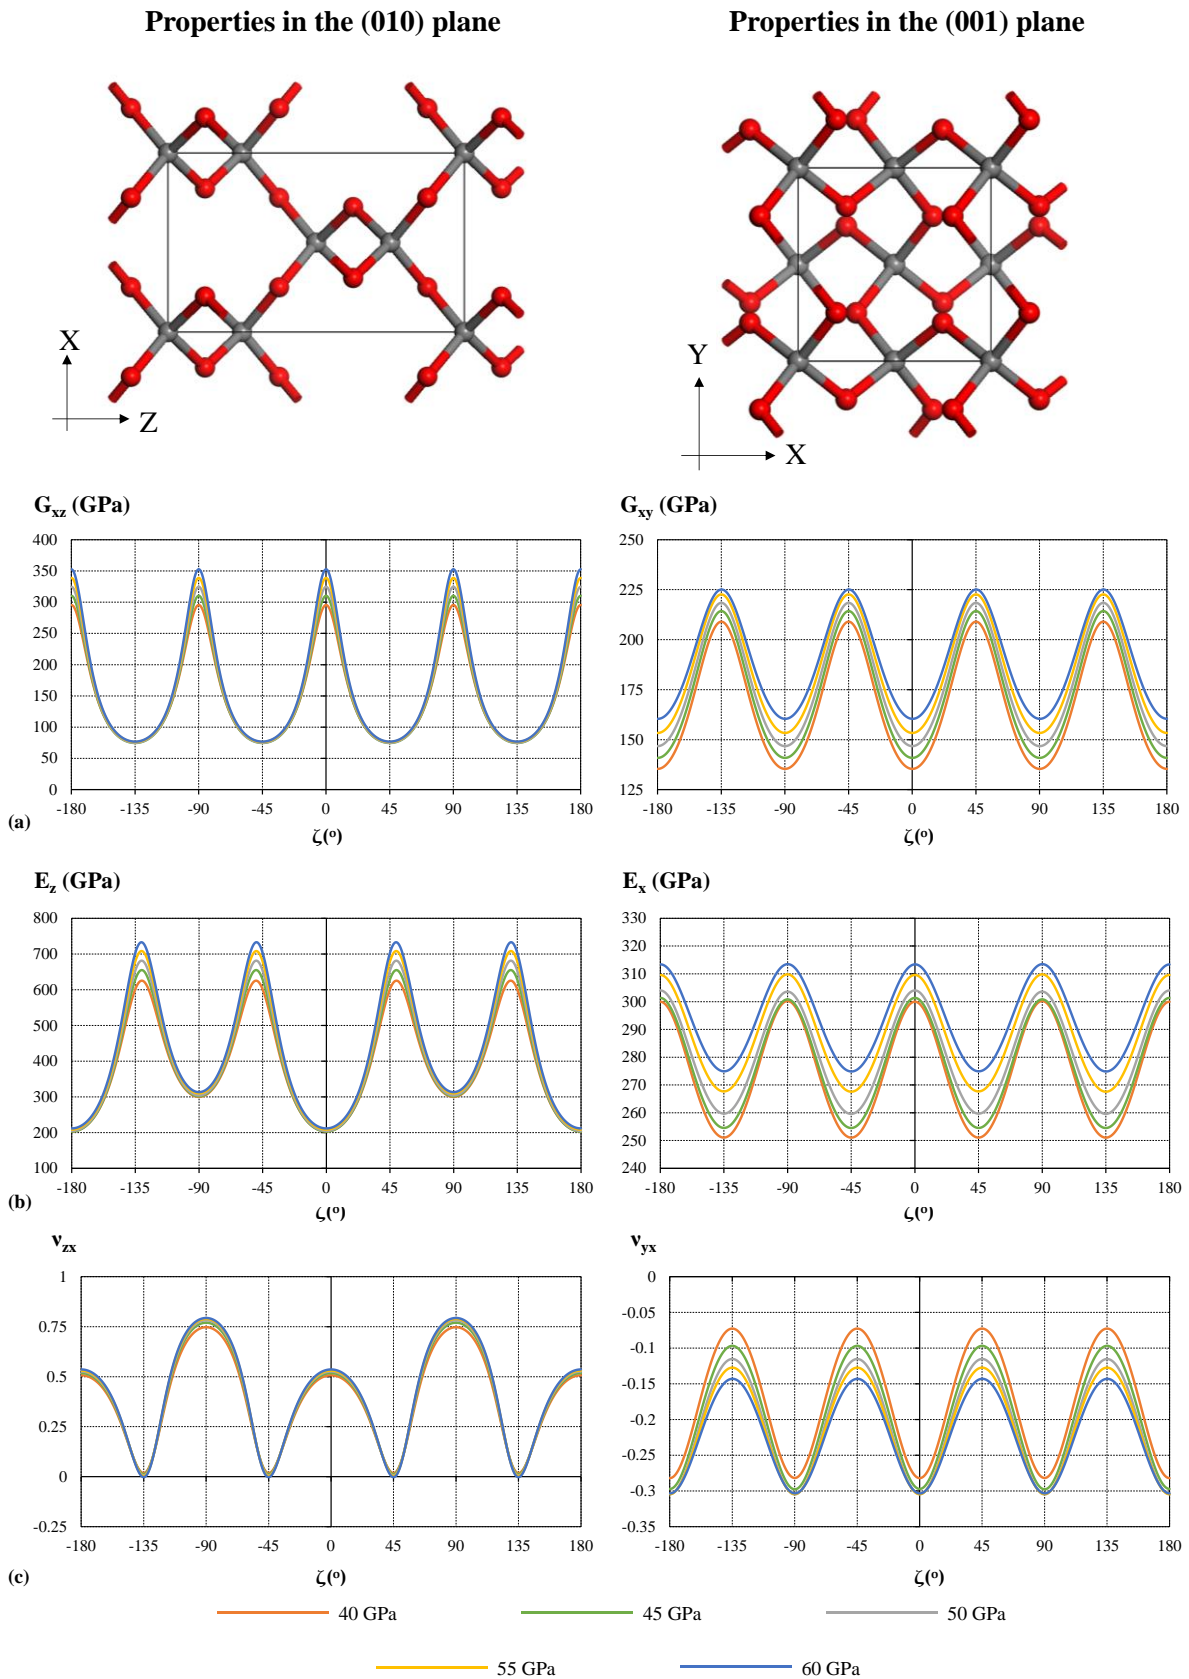 Properties in the (010) plane
Properties in the (001) plane
X
Z
Y
X
G_xz (GPa)
G_xy (GPa)
400
350
300
250
200
150
100
50
0
-180 -135 -90 -45 0 45 90 135 180
ζ(º)
250
225
200
175
150
125
-180 -135 -90 -45 0 45 90 135 180
ζ(º)
(a)
E_z (GPa)
E_x (GPa)
800
700
600
500
400
300
200
100
-180 -135 -90 -45 0 45 90 135 180
ζ(º)
330
320
310
300
290
280
270
260
250
240
-180 -135 -90 -45 0 45 90 135 180
ζ(º)
(b)
ν_zx
ν_yx
1
0.75
0.5
0.25
0
-0.25
-180 -135 -90 -45 0 45 90 135 180
ζ(º)
0
-0.05
-0.1
-0.15
-0.2
-0.25
-0.3
-0.35
-180 -135 -90 -45 0 45 90 135 180
ζ(º)
(c)
40 GPa
45 GPa
50 GPa
55 GPa
60 GPa